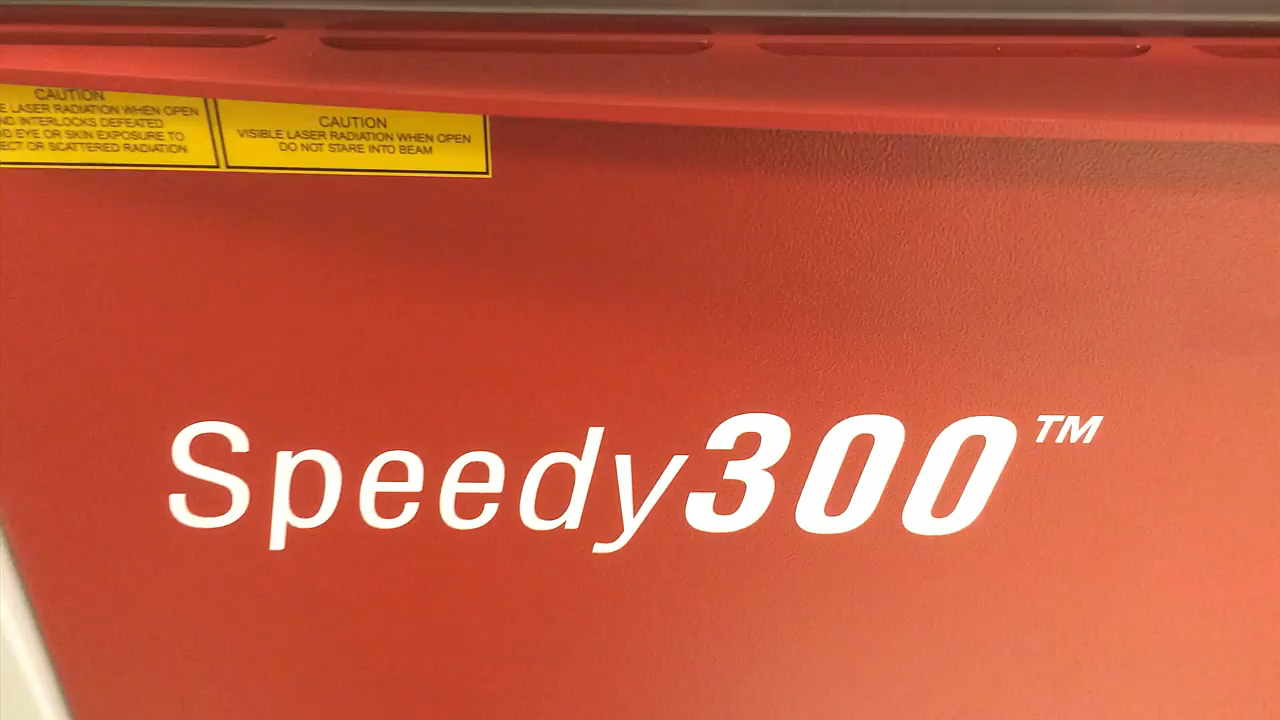 CAUTION
LASER RADIATION WHEN OPEN
INTERLOCKS DEFEATED
EYE OR SKIN EXPOSURE TO
OR SCATTERED RADIATION
CAUTION
VISIBLE LASER RADIATION WHEN OPEN
DO NOT STARE INTO BEAM
Speedy300™